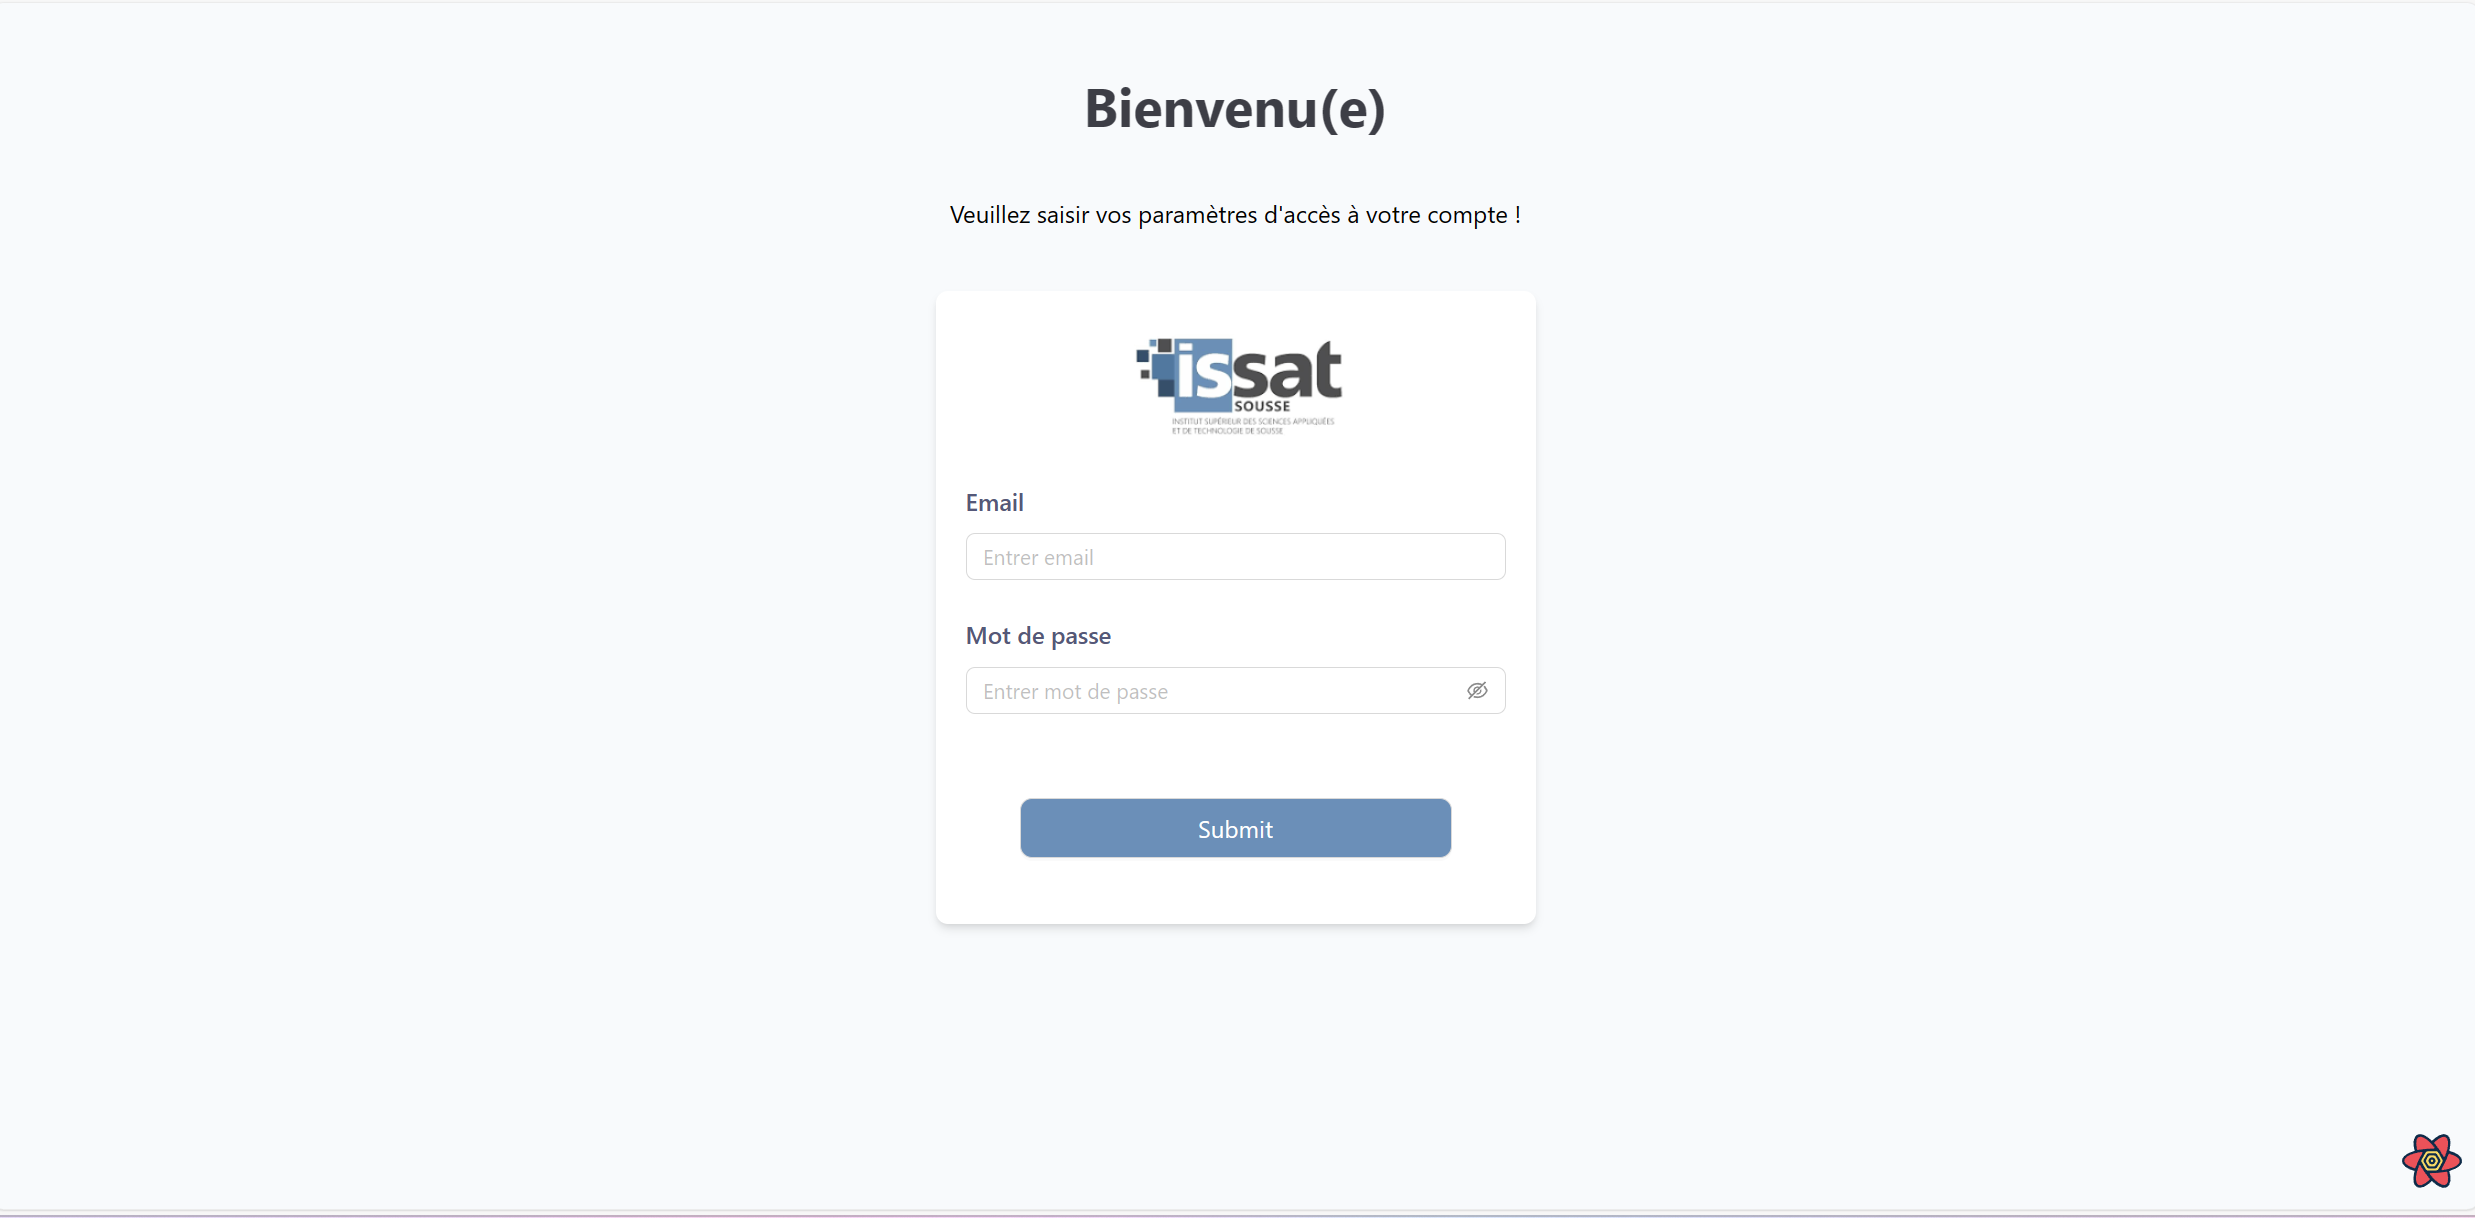 Bienvenu(e)
Veuillez saisir vos paramètres d'accès à votre compte !
issat
SOUSSE
INSTITUT SUPÉRIEUR DES SCIENCES APPLIQUÉES
ET DE TECHNOLOGIE DE SOUSSE
Email
Entrer email
Mot de passe
Entrer mot de passe
Submit